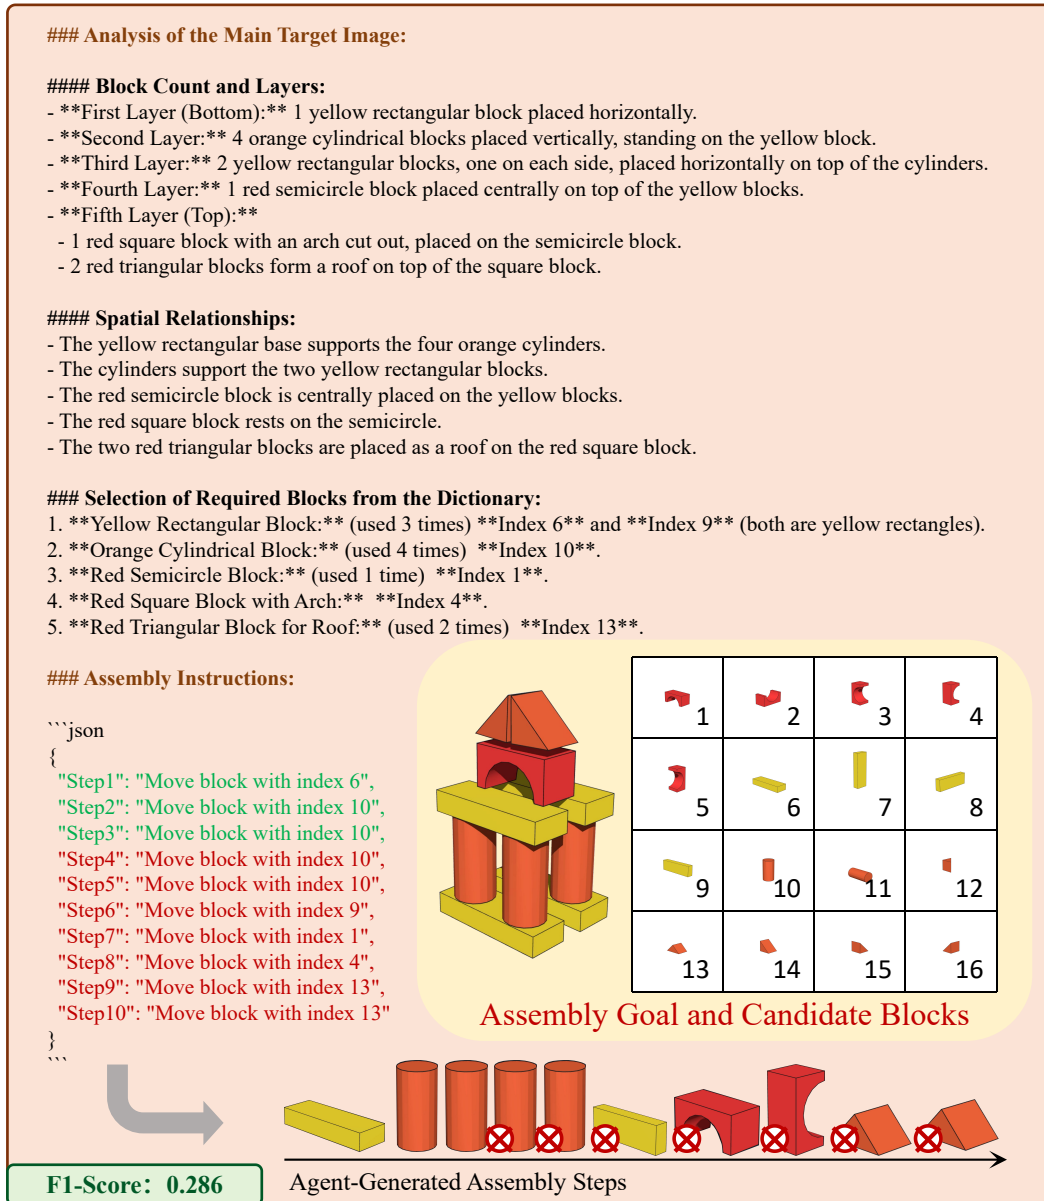 ### Analysis of the Main Target Image:
#### Block Count and Layers:
- **First Layer (Bottom):** 1 yellow rectangular block placed horizontally.
- **Second Layer:** 4 orange cylindrical blocks placed vertically, standing on the yellow block.
- **Third Layer:** 2 yellow rectangular blocks, one on each side, placed horizontally on top of the cylinders.
- **Fourth Layer:** 1 red semicircle block placed centrally on top of the yellow blocks.
- **Fifth Layer (Top):**
- 1 red square block with an arch cut out, placed on the semicircle block.
- 2 red triangular blocks form a roof on top of the square block.
#### Spatial Relationships:
- The yellow rectangular base supports the four orange cylinders.
- The cylinders support the two yellow rectangular blocks.
- The red semicircle block is centrally placed on the yellow blocks.
- The red square block rests on the semicircle.
- The two red triangular blocks are placed as a roof on the red square block.
### Selection of Required Blocks from the Dictionary:
1. **Yellow Rectangular Block:** (used 3 times) **Index 6** and **Index 9** (both are yellow rectangles).
2. **Orange Cylindrical Block:** (used 4 times) **Index 10**.
3. **Red Semicircle Block:** (used 1 time) **Index 1**.
4. **Red Square Block with Arch:** **Index 4**.
5. **Red Triangular Block for Roof:** (used 2 times) **Index 13**.
### Assembly Instructions:
```json
{
"Step1": "Move block with index 6",
"Step2": "Move block with index 10",
"Step3": "Move block with index 10",
"Step4": "Move block with index 10",
"Step5": "Move block with index 10",
"Step6": "Move block with index 9",
"Step7": "Move block with index 1",
"Step8": "Move block with index 4",
"Step9": "Move block with index 13",
"Step10": "Move block with index 13"
}
```
1 2 3 4
5 6 7 8
9 10 11 12
13 14 15 16
Assembly Goal and Candidate Blocks
F1-Score: 0.286
Agent-Generated Assembly Steps